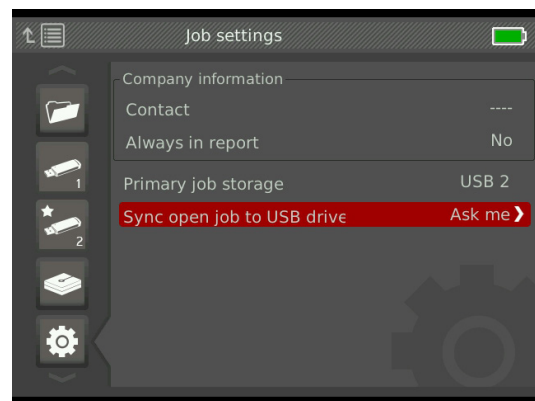 Job settings
Company information
Contact ----
Always in report No
1
Primary job storage USB 2
Sync open job to USB drive Ask me
2